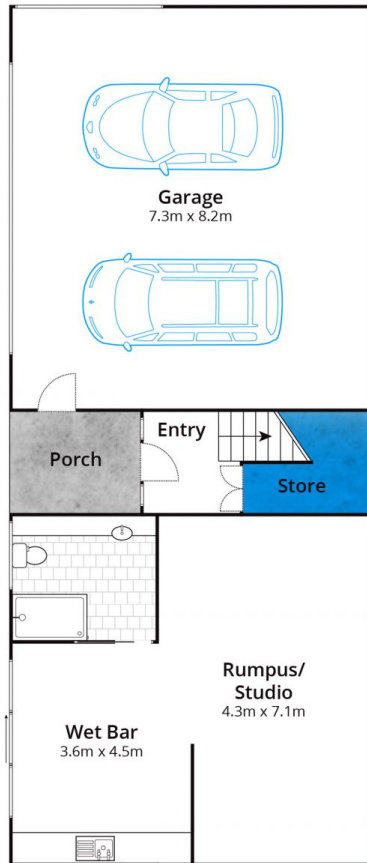 Garage
7.3m x 8.2m
Porch
Entry
Store
Rumpus/
Studio
4.3m x 7.1m
Wet Bar
3.6m x 4.5m